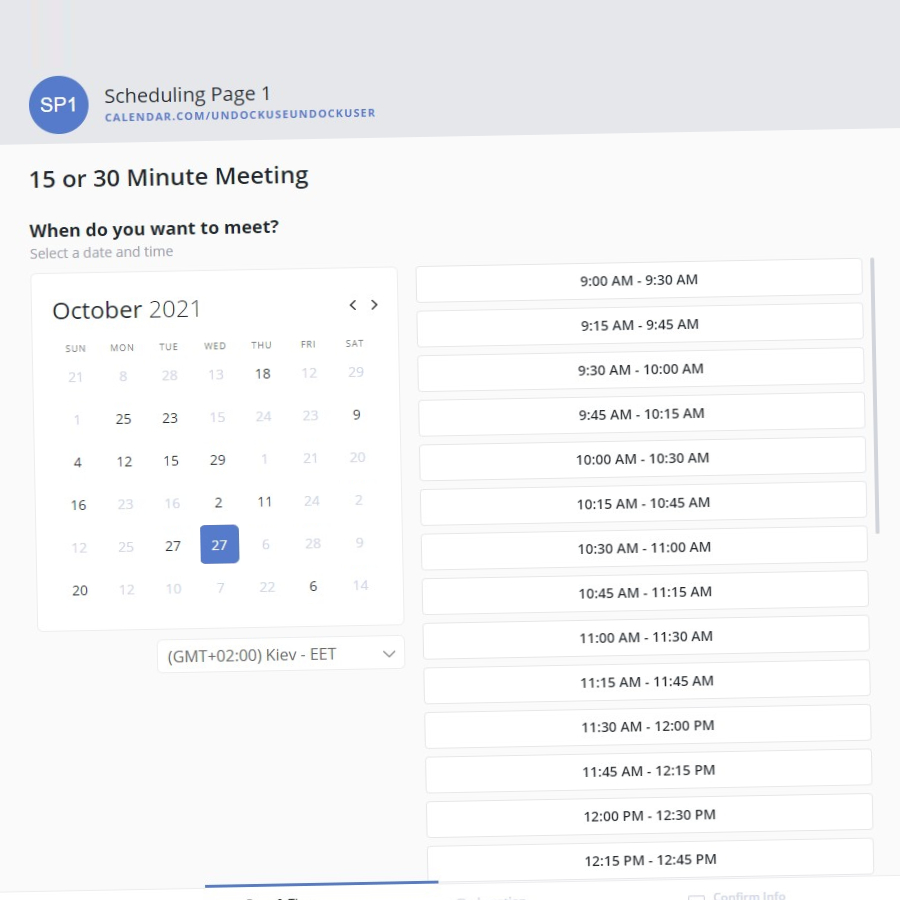 SP1
Scheduling Page 1
CALENDAR.COM/UNDOCKUSEUNDOCKUSER
15 or 30 Minute Meeting
When do you want to meet?
Select a date and time
October 2021
SUN MON TUE WED THU FRI SAT
21 8 28 13 18 12 29
1 25 23 15 24 23 9
4 12 15 29 1 21 20
16 23 16 2 11 24 2
12 25 27 27 6 28 9
20 12 10 7 22 6 14
(GMT+02:00) Kiev - EET
9:00 AM - 9:30 AM
9:15 AM - 9:45 AM
9:30 AM - 10:00 AM
9:45 AM - 10:15 AM
10:00 AM - 10:30 AM
10:15 AM - 10:45 AM
10:30 AM - 11:00 AM
10:45 AM - 11:15 AM
11:00 AM - 11:30 AM
11:15 AM - 11:45 AM
11:30 AM - 12:00 PM
11:45 AM - 12:15 PM
12:00 PM - 12:30 PM
12:15 PM - 12:45 PM
Confirm Info